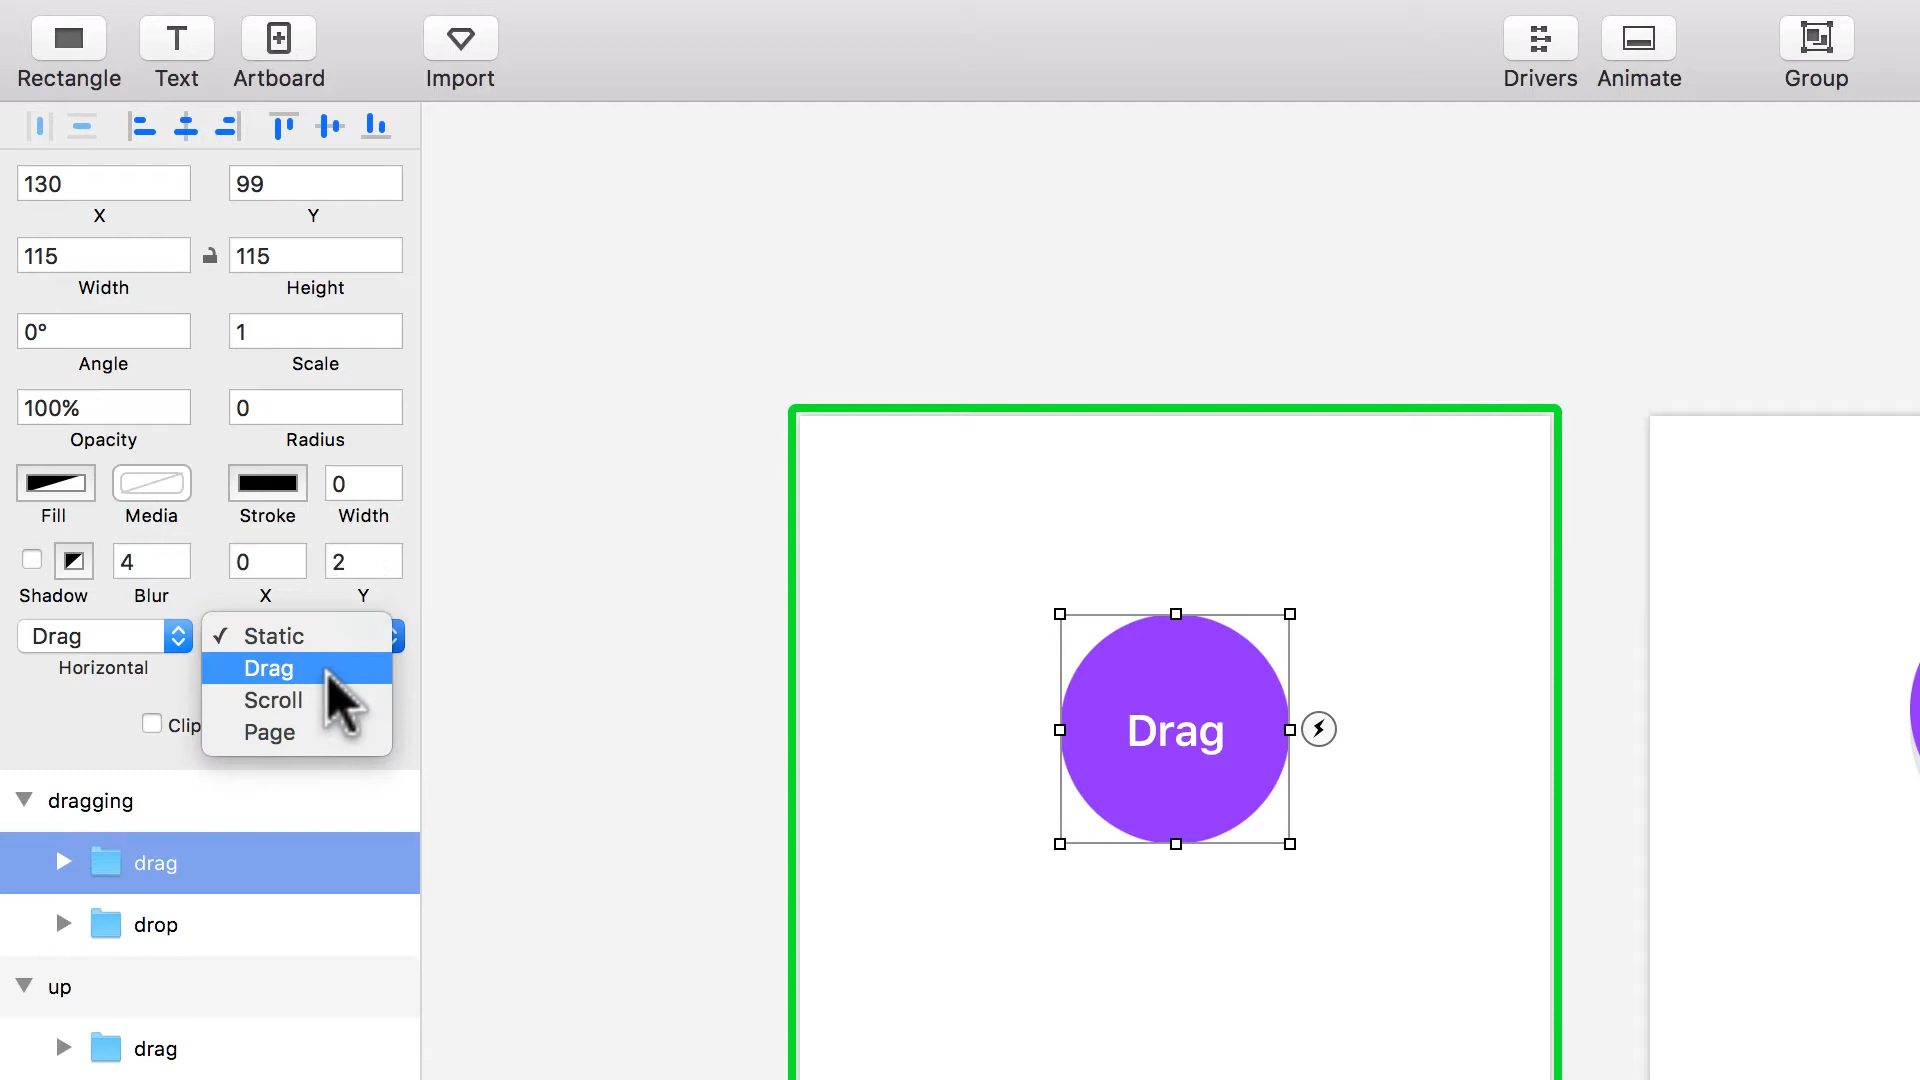 Rectangle Text Artboard Import Drivers Animate Group
130 99
X Y
115 115
Width Height
0° 1
Angle Scale
100% 0
Opacity Radius
0
Fill Media Stroke Width
4 0 2
Shadow Blur X Y
Drag
Horizontal
✓ Static
Drag
Scroll
Page
Clip
dragging
drag
drop
up
drag
Drag